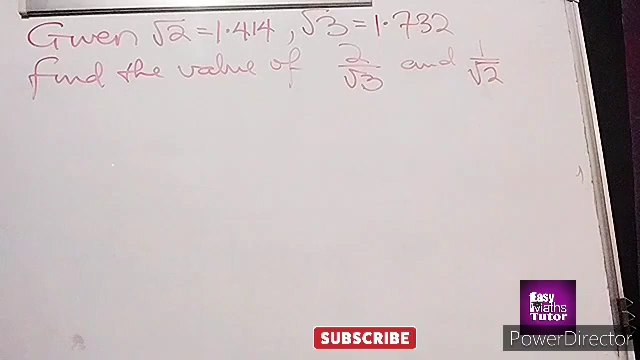 Given √2 = 1.414, √3 = 1.732
find the value of 2/√3 and 1/√2
Easy
Maths
Tutor
SUBSCRIBE
PowerDirector